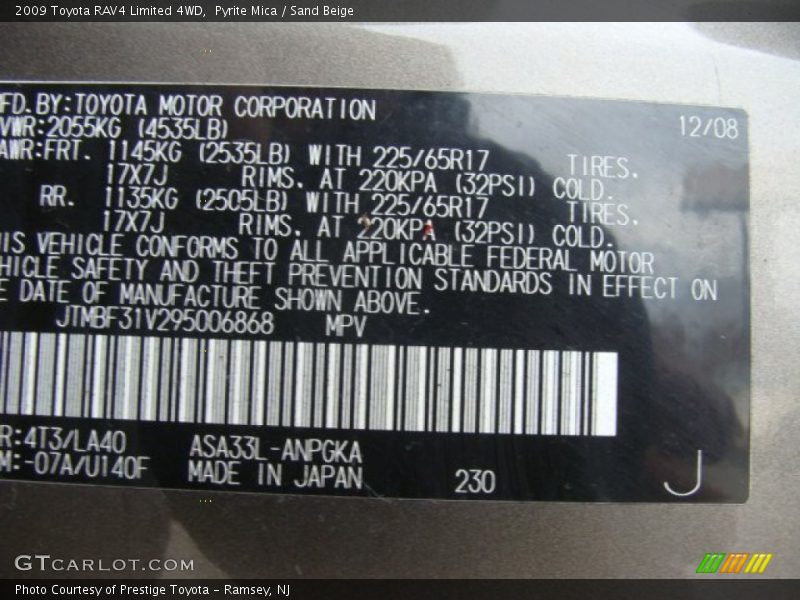 2009 Toyota RAV4 Limited 4WD,  Pyrite Mica / Sand Beige
FD.BY:TOYOTA MOTOR CORPORATION
12/08
VWR:2055KG (4535LB)
AWR:FRT. 1145KG (2535LB) WITH 225/65R17 TIRES.
17X7J RIMS. AT 220KPA (32PSI) COLD.
RR. 1135KG (2505LB) WITH 225/65R17 TIRES.
17X7J RIMS. AT 220KPA (32PSI) COLD.
IS VEHICLE CONFORMS TO ALL APPLICABLE FEDERAL MOTOR
HICLE SAFETY AND THEFT PREVENTION STANDARDS IN EFFECT ON
E DATE OF MANUFACTURE SHOWN ABOVE.
JTMBF31V295006868 MPV
R:4T3/LA40 ASA33L-ANPGKA
M:-07A/U140F MADE IN JAPAN 230 J
GTCARLOT.COM
Photo Courtesy of Prestige Toyota - Ramsey, NJ